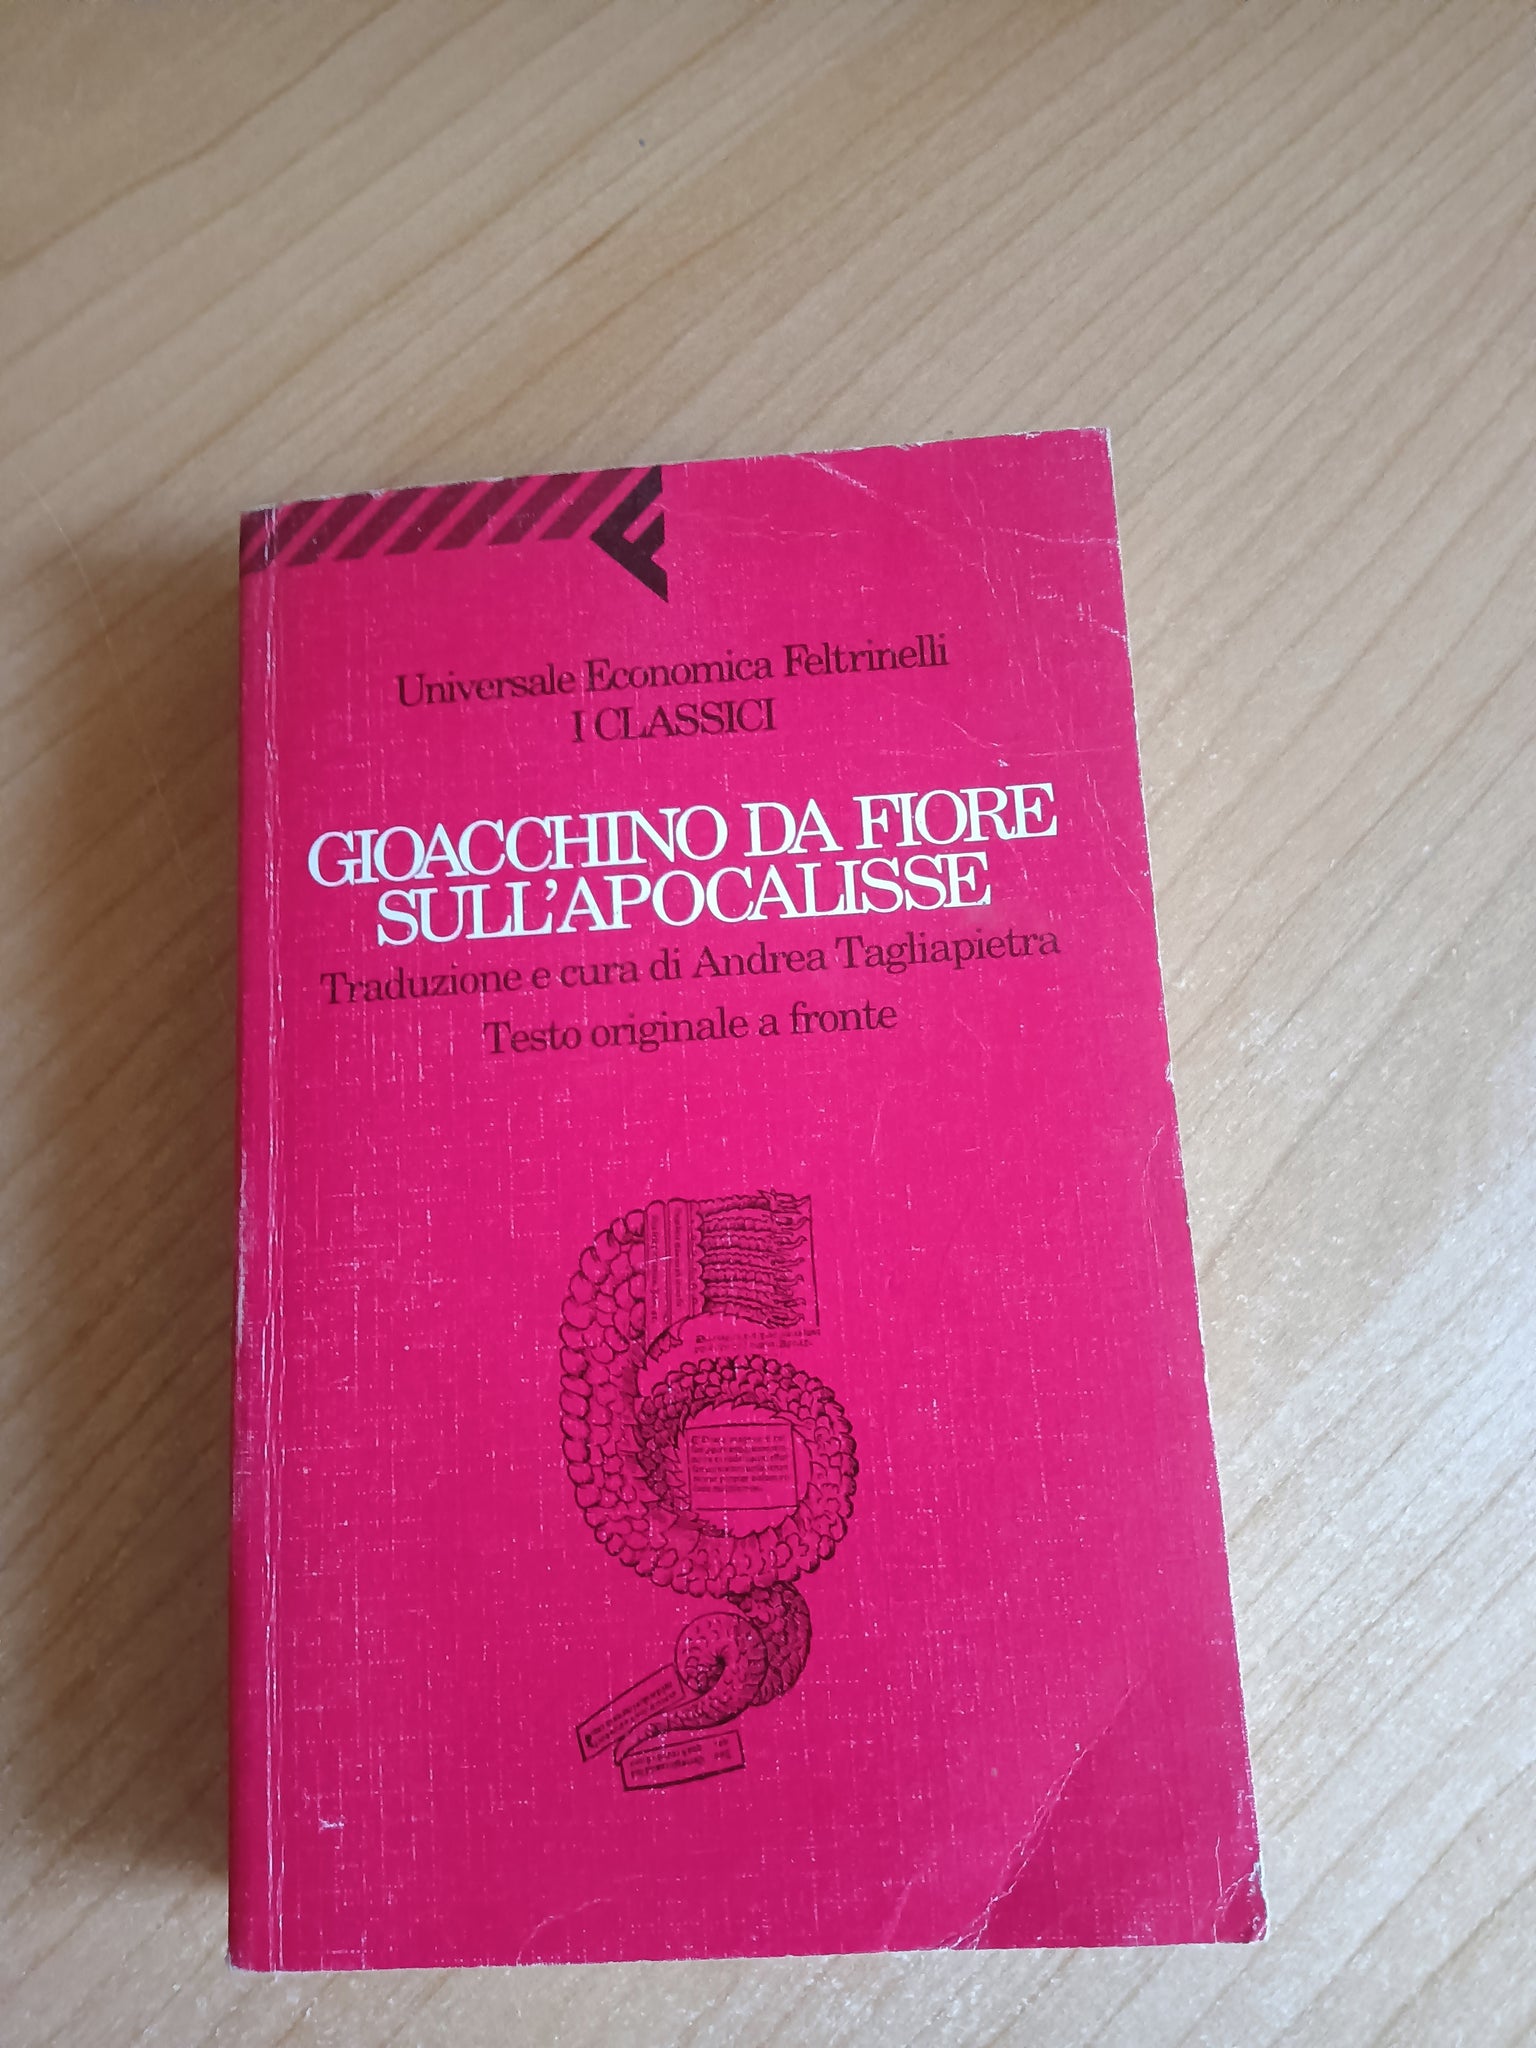 Universale Economica Feltrinelli
I CLASSICI
GIOACCHINO DA FIORE
SULL'APOCALISSE
Traduzione e cura di Andrea Tagliapietra
Testo originale a fronte